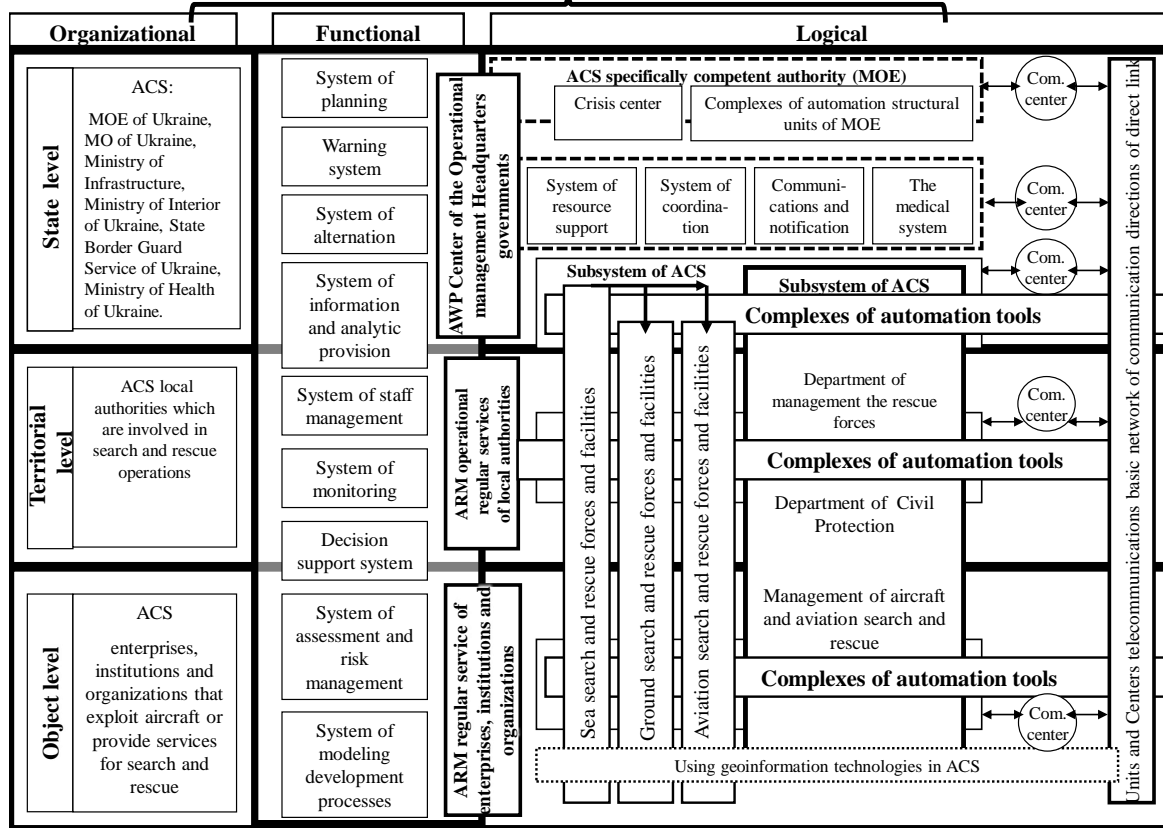 Organizational
Functional
Logical
State level
ACS:
MOE of Ukraine,
MO of Ukraine,
Ministry of
Infrastructure,
Ministry of Interior
of Ukraine, State
Border Guard
Service of Ukraine,
Ministry of Health
of Ukraine.
Territorial
level
ACS local
authorities which
are involved in
search and rescue
operations
Object level
ACS
enterprises,
institutions and
organizations that
exploit aircraft or
provide services
for search and
rescue
System of
planning
Warning
system
System of
alternation
System of
information
and analytic
provision
System of staff
management
System of
monitoring
Decision
support system
System of
assessment and
risk
management
System of
modeling
development
processes
AWP Center of the Operational
management Headquarters
governments
ARM operational
regular services
of local authorities
ARM regular service of
enterprises, institutions and
organizations
ACS specifically competent authority (MOE)
Crisis center
Complexes of automation structural
units of MOE
System of
resource
support
System of
coordina-
tion
Communi-
cations and
notification
The
medical
system
Subsystem of ACS
Subsystem of ACS
Complexes of automation tools
Sea search and rescue forces and facilities
Ground search and rescue forces and facilities
Aviation search and rescue forces and facilities
Department of
management the rescue
forces
Complexes of automation tools
Department of Civil
Protection
Management of aircraft
and aviation search and
rescue
Complexes of automation tools
Using geoinformation technologies in ACS
Com.
center
Com.
center
Com.
center
Com.
center
Com.
center
Units and Centers telecommunications basic network of communication directions of direct link